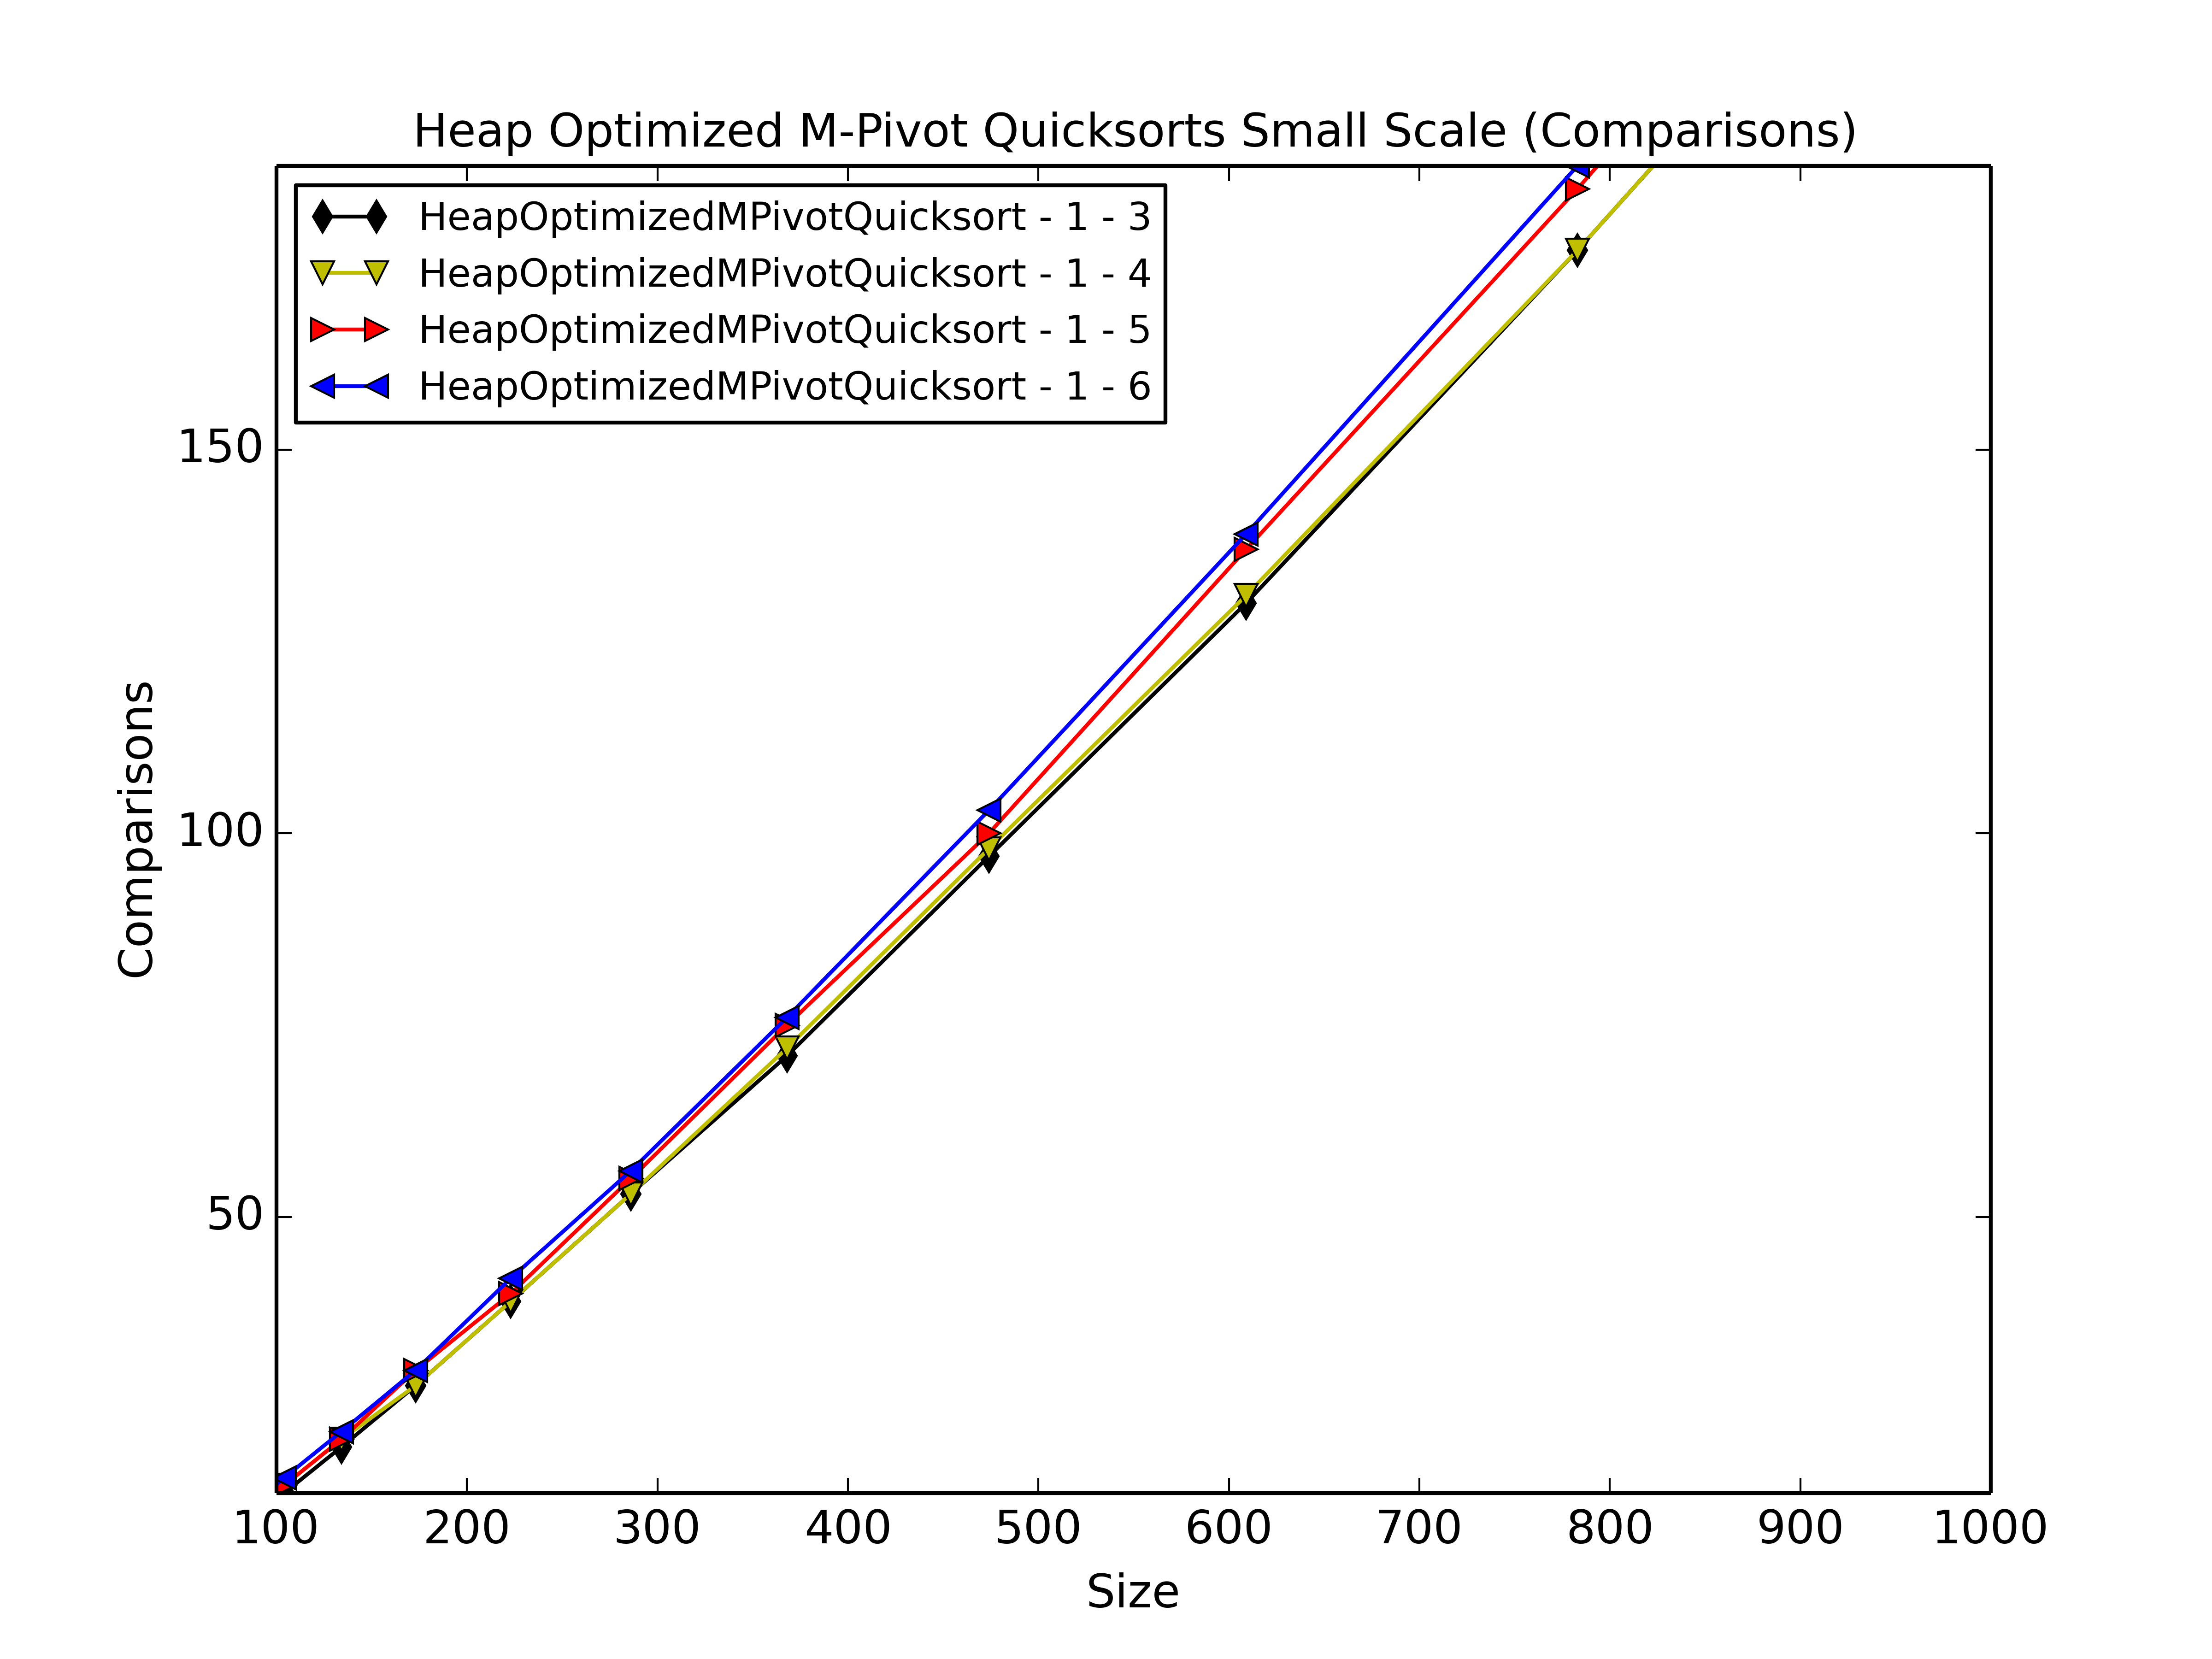 Heap Optimized M-Pivot Quicksorts Small Scale (Comparisons)
HeapOptimizedMPivotQuicksort - 1 - 3
HeapOptimizedMPivotQuicksort - 1 - 4
HeapOptimizedMPivotQuicksort - 1 - 5
HeapOptimizedMPivotQuicksort - 1 - 6
150
100
50
Comparisons
100 200 300 400 500 600 700 800 900 1000
Size